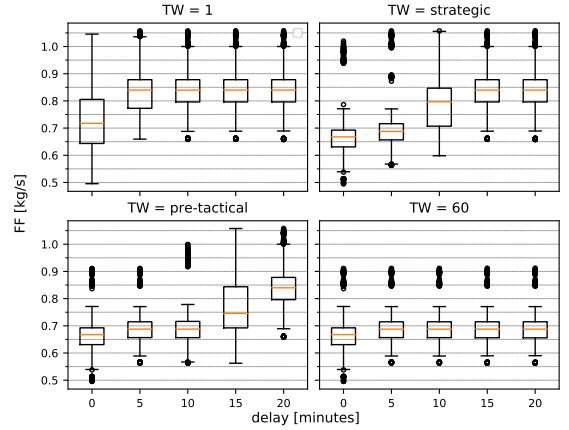 TW = 1
TW = strategic
1.0
0.9
0.8
0.7
0.6
0.5
FF [kg/s]
TW = pre-tactical
TW = 60
1.0
0.9
0.8
0.7
0.6
0.5
0 5 10 15 20
0 5 10 15 20
delay [minutes]